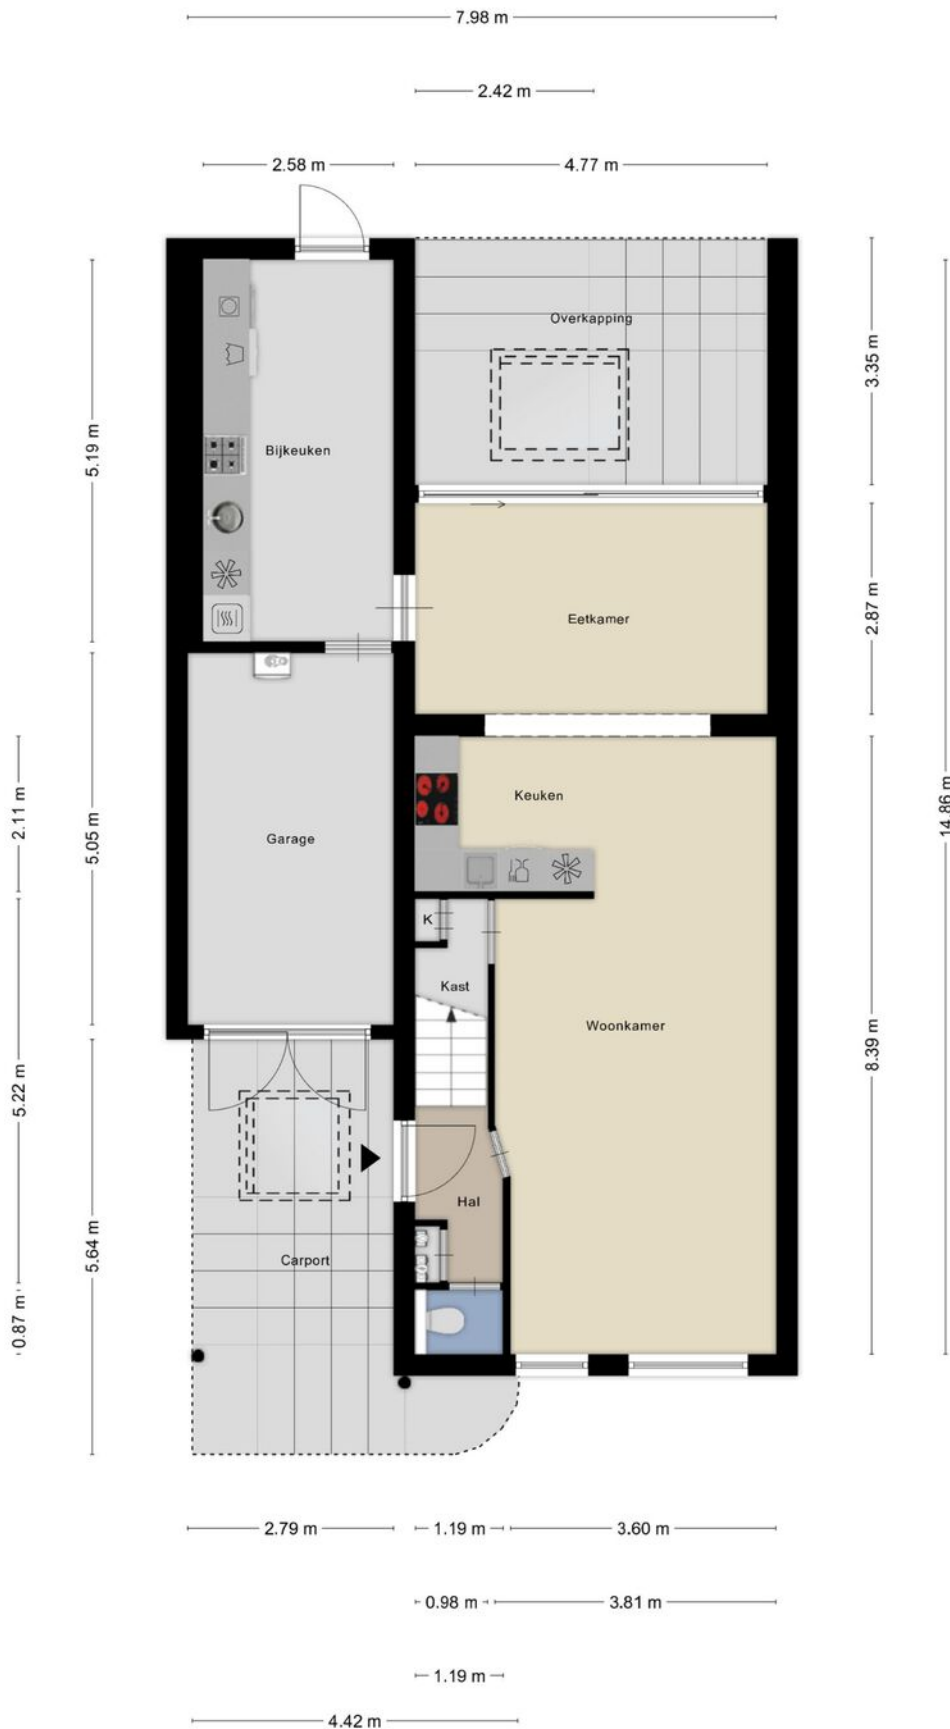 7.98 m
2.42 m
2.58 m
4.77 m
Overkapping
3.35 m
5.19 m
Bijkeuken
2.87 m
Eetkamer
14.86 m
2.11 m
Keuken
5.05 m
Garage
K
Kast
Woonkamer
8.39 m
5.22 m
Hal
5.64 m
Carport
0.87 m
2.79 m
1.19 m
3.60 m
0.98 m
3.81 m
1.19 m
4.42 m